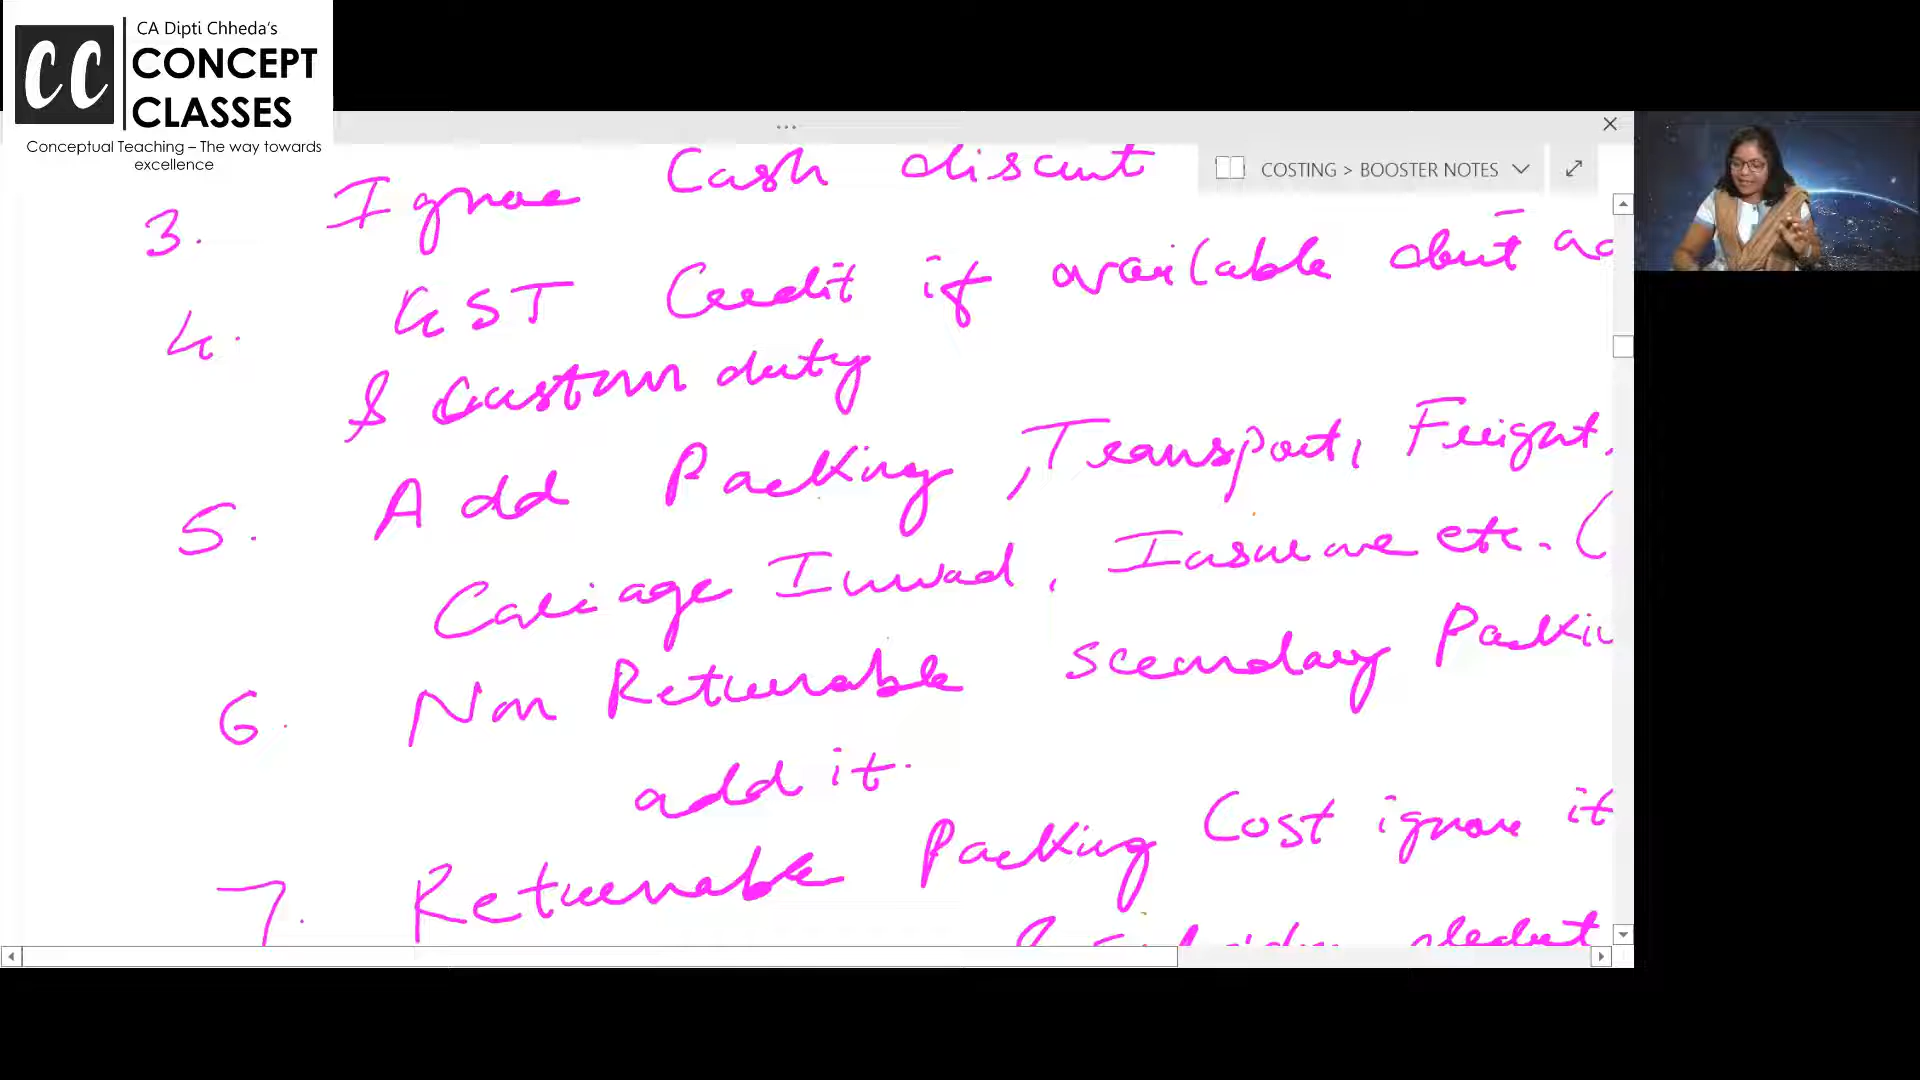 CA Dipti Chheda's
CC CONCEPT
CLASSES
Conceptual Teaching – The way towards
excellence
COSTING > BOOSTER NOTES
3. Ignore Cash discount
4. GST Credit if available
& Custom duty
5. Add Packing, Transport, Freight,
Cariage Inward, Insurance etc. (
6. Non Returnable secondary
add it.
7. Returnable Packing Cost ignore it